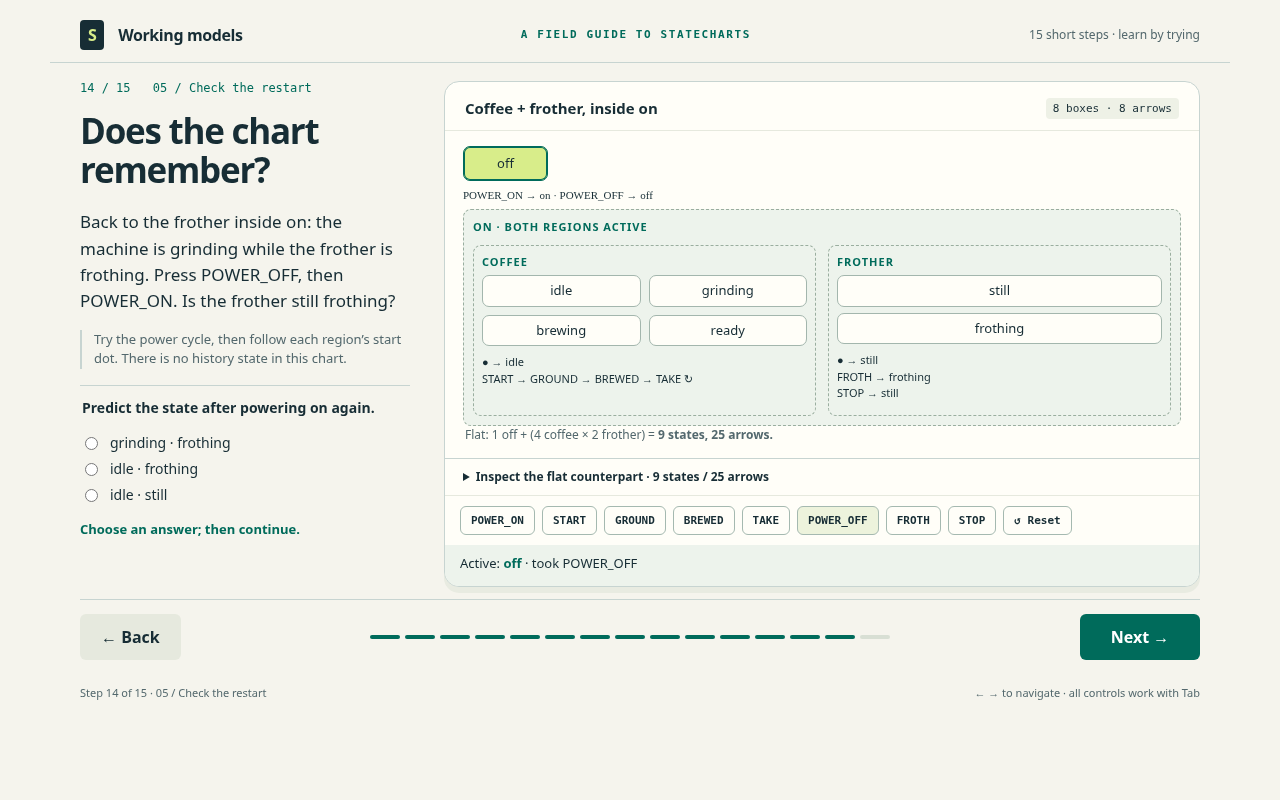 S Working models
A FIELD GUIDE TO STATECHARTS
15 short steps · learn by trying
14 / 15 05 / Check the restart
Does the chart
remember?
Back to the frother inside on: the
machine is grinding while the frother is
frothing. Press POWER_OFF, then
POWER_ON. Is the frother still frothing?
Try the power cycle, then follow each region’s start
dot. There is no history state in this chart.
Predict the state after powering on again.
grinding · frothing
idle · frothing
idle · still
Choose an answer; then continue.
Coffee + frother, inside on
8 boxes · 8 arrows
off
POWER_ON → on · POWER_OFF → off
ON · BOTH REGIONS ACTIVE
COFFEE
idle grinding
brewing ready
● → idle
START → GROUND → BREWED → TAKE ↻
FROTHER
still
frothing
● → still
FROTH → frothing
STOP → still
Flat: 1 off + (4 coffee × 2 frother) = 9 states, 25 arrows.
▶ Inspect the flat counterpart · 9 states / 25 arrows
POWER_ON START GROUND BREWED TAKE POWER_OFF FROTH STOP ↺ Reset
Active: off · took POWER_OFF
← Back
Next →
Step 14 of 15 · 05 / Check the restart
← → to navigate · all controls work with Tab